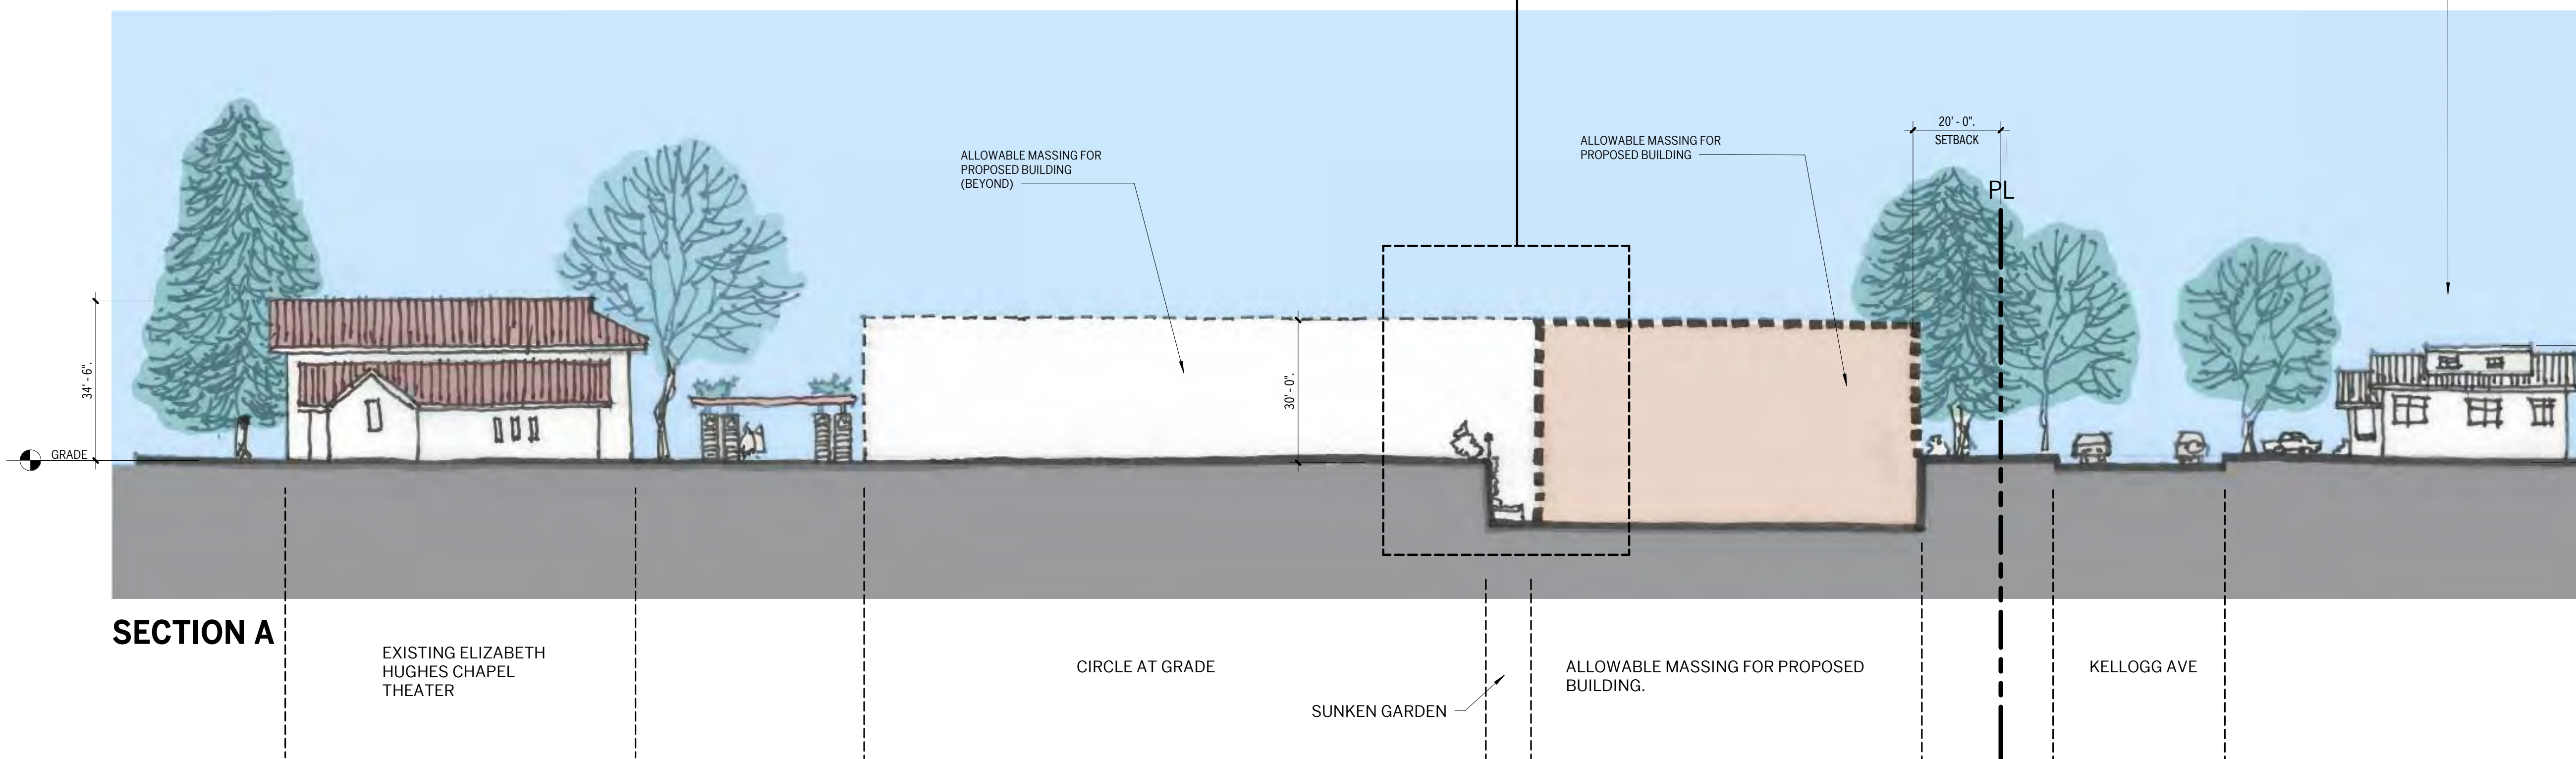 20' - 0".
SETBACK
ALLOWABLE MASSING FOR
PROPOSED BUILDING
(BEYOND)
ALLOWABLE MASSING FOR
PROPOSED BUILDING
PL
34' - 6".
30' - 0".
GRADE
SECTION A
EXISTING ELIZABETH
HUGHES CHAPEL
THEATER
CIRCLE AT GRADE
SUNKEN GARDEN
ALLOWABLE MASSING FOR PROPOSED
BUILDING.
KELLOGG AVE